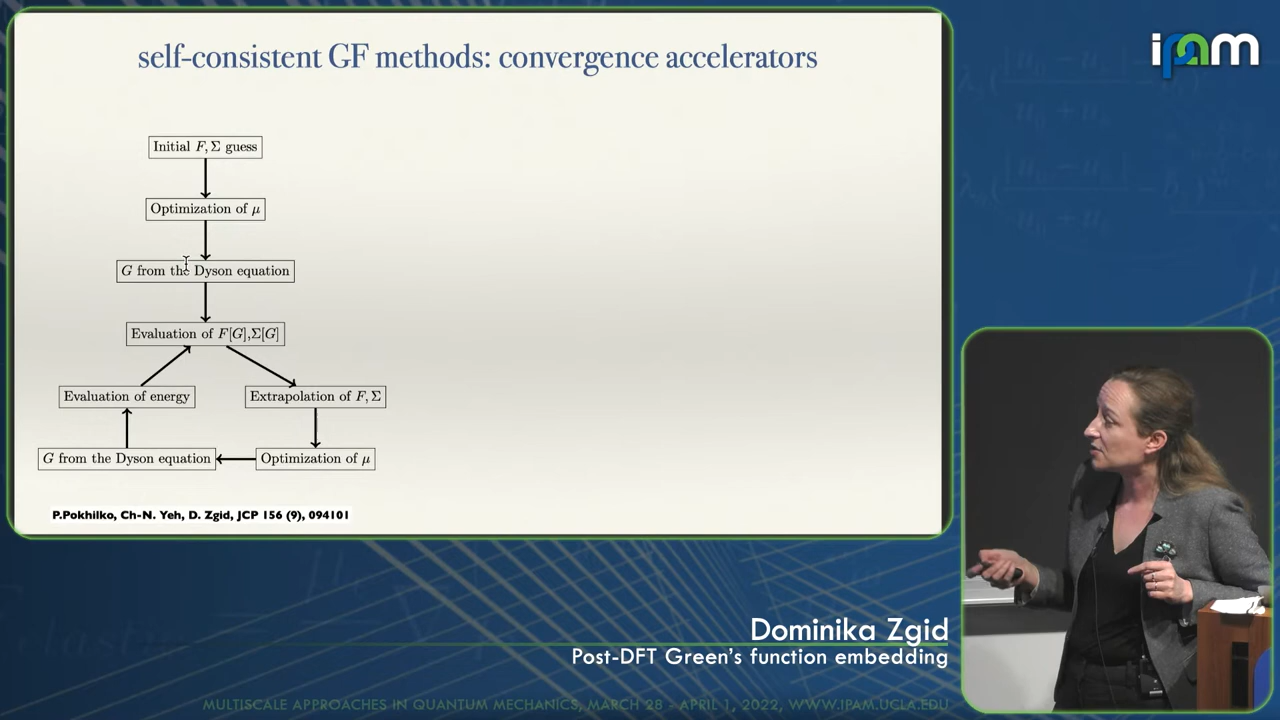 self-consistent GF methods: convergence accelerators
ipam
Initial F, Σ guess
Optimization of μ
G from the Dyson equation
Evaluation of F[G],Σ[G]
Evaluation of energy
Extrapolation of F, Σ
G from the Dyson equation
Optimization of μ
P.Pokhilko, Ch-N. Yeh, D. Zgid, JCP 156 (9), 094101
Dominika Zgid
Post-DFT Green's function embedding
MULTISCALE APPROACHES IN QUANTUM MECHANICS, MARCH 28 - APRIL 1, 2022, WWW.IPAM.UCLA.EDU